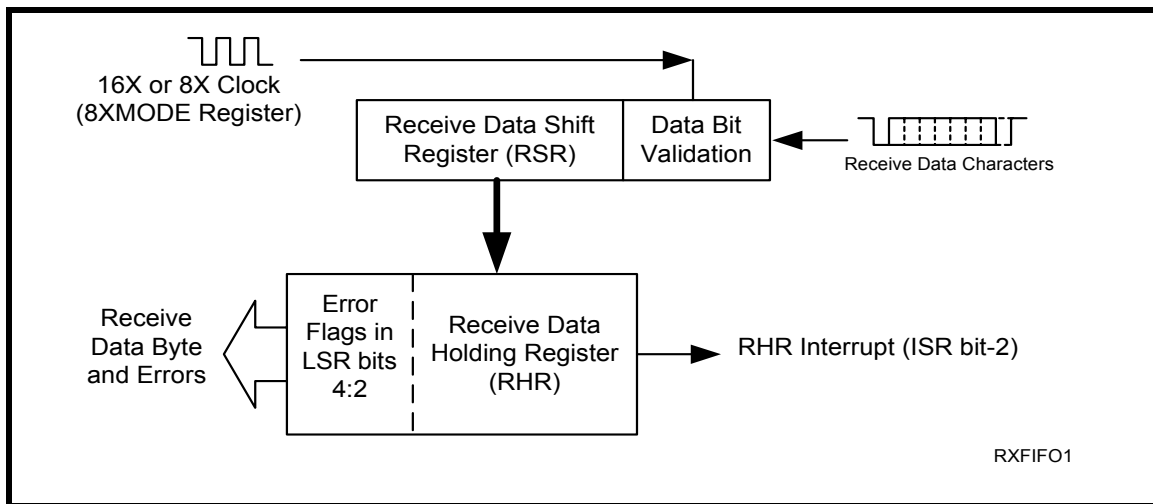 16X or 8X Clock
(8XMODE Register)
Receive Data Shift
Register (RSR)
Data Bit
Validation
Receive Data Characters
Receive
Data Byte
and Errors
Error
Flags in
LSR bits
4:2
Receive Data
Holding Register
(RHR)
RHR Interrupt (ISR bit-2)
RXFIFO1